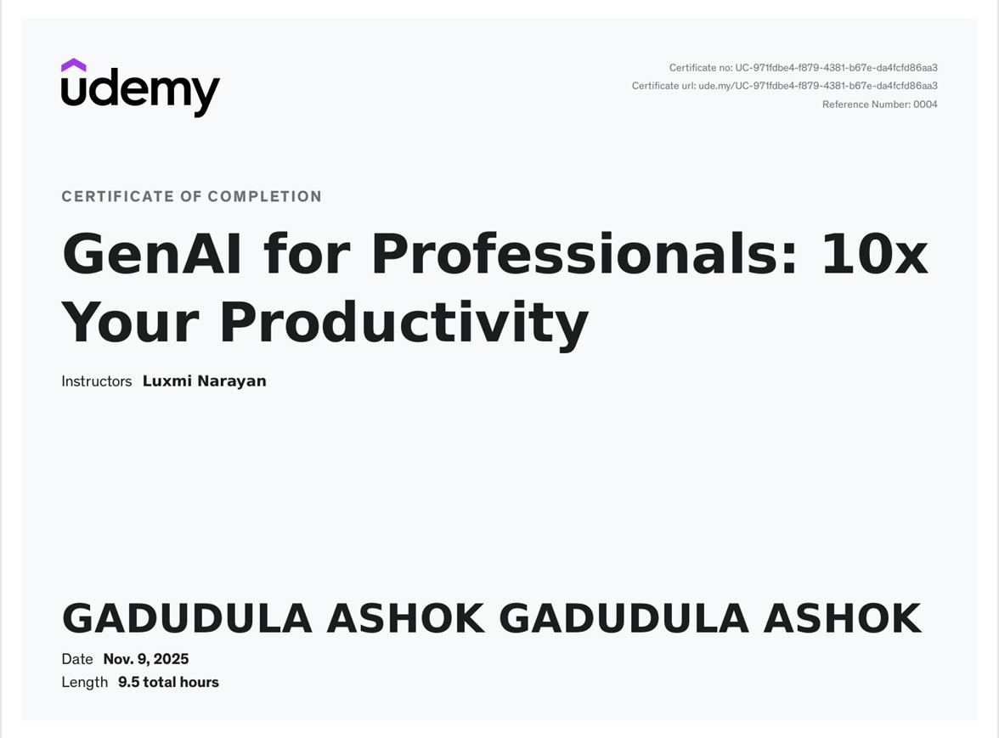 udemy
Certificate no: UC-971fdbe4-f879-4381-b67e-da4fcfd86aa3
Certificate url: ude.my/UC-971fdbe4-f879-4381-b67e-da4fcfd86aa3
Reference Number: 0004
CERTIFICATE OF COMPLETION
GenAI for Professionals: 10x
Your Productivity
Instructors Luxmi Narayan
GADUDULA ASHOK GADUDULA ASHOK
Date Nov. 9, 2025
Length 9.5 total hours